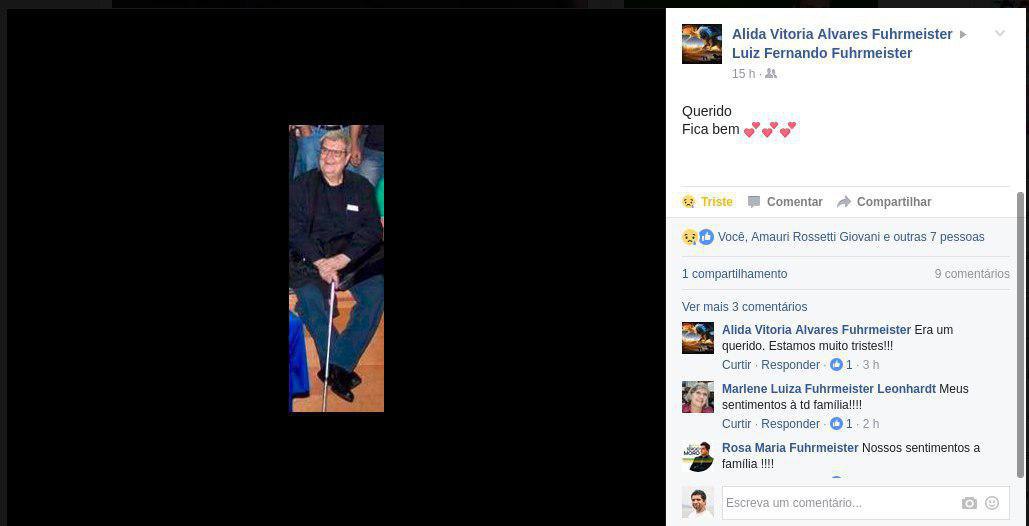 Alida Vitoria Alvares Fuhrmeister
Luiz Fernando Fuhrmeister
15 h ·
Querido
Fica bem 💕💕💕
Triste Comentar Compartilhar
Você, Amauri Rossetti Giovani e outras 7 pessoas
1 compartilhamento 9 comentários
Ver mais 3 comentários
Alida Vitoria Alvares Fuhrmeister Era um
querido. Estamos muito tristes!!!
Curtir · Responder · 1 · 3 h
Marlene Luiza Fuhrmeister Leonhardt Meus
sentimentos à td família!!!!
Curtir · Responder · 1 · 2 h
Rosa Maria Fuhrmeister Nossos sentimentos a
família !!!!
Escreva um comentário...